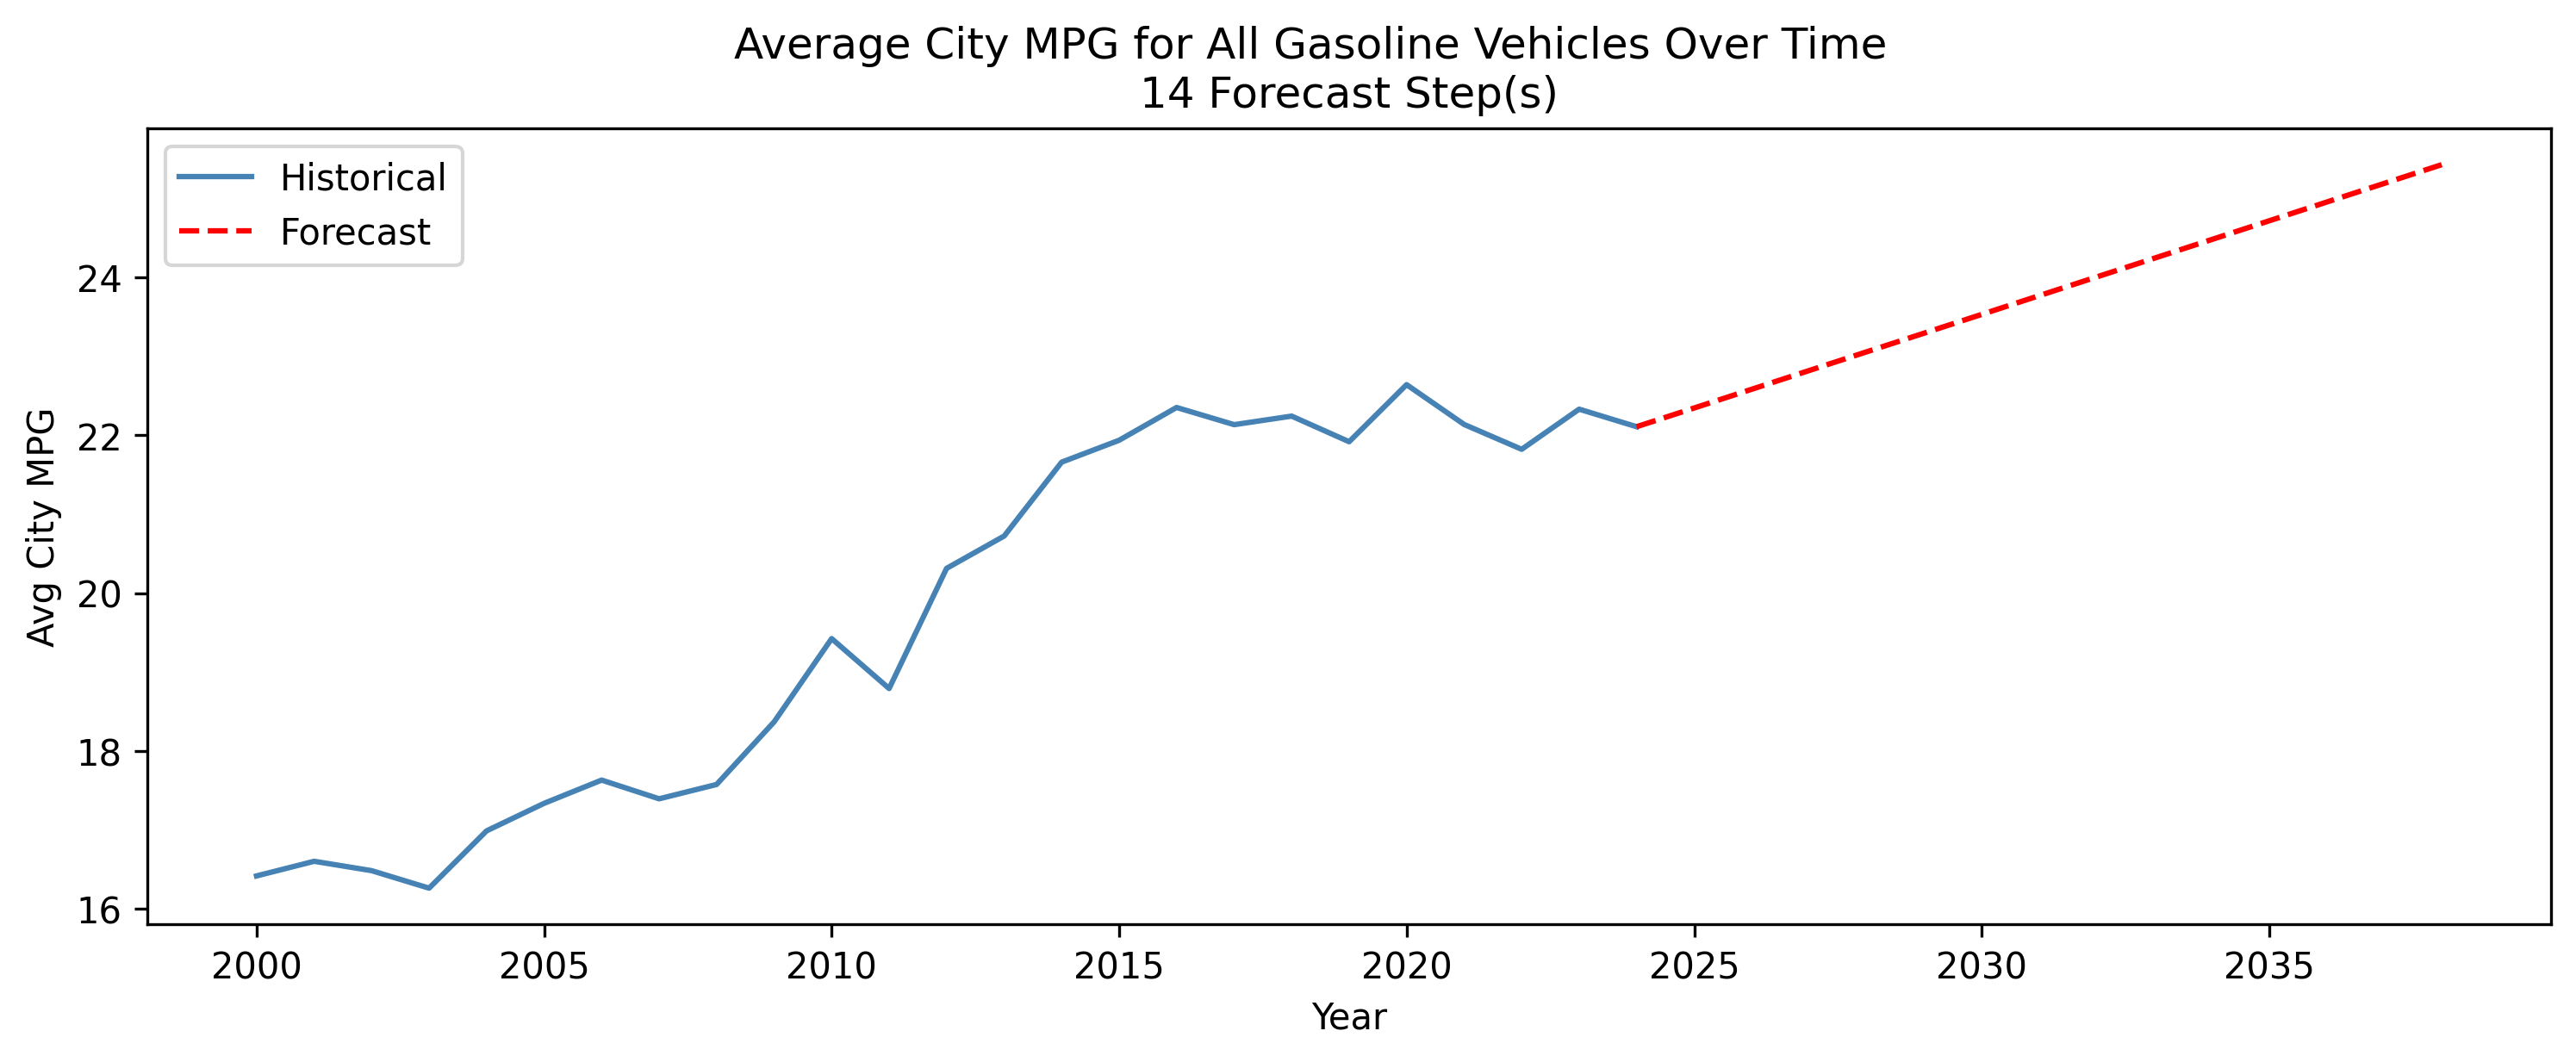 Average City MPG for All Gasoline Vehicles Over Time
14 Forecast Step(s)
Historical
Forecast
Avg City MPG
24
22
20
18
16
2000 2005 2010 2015 2020 2025 2030 2035
Year